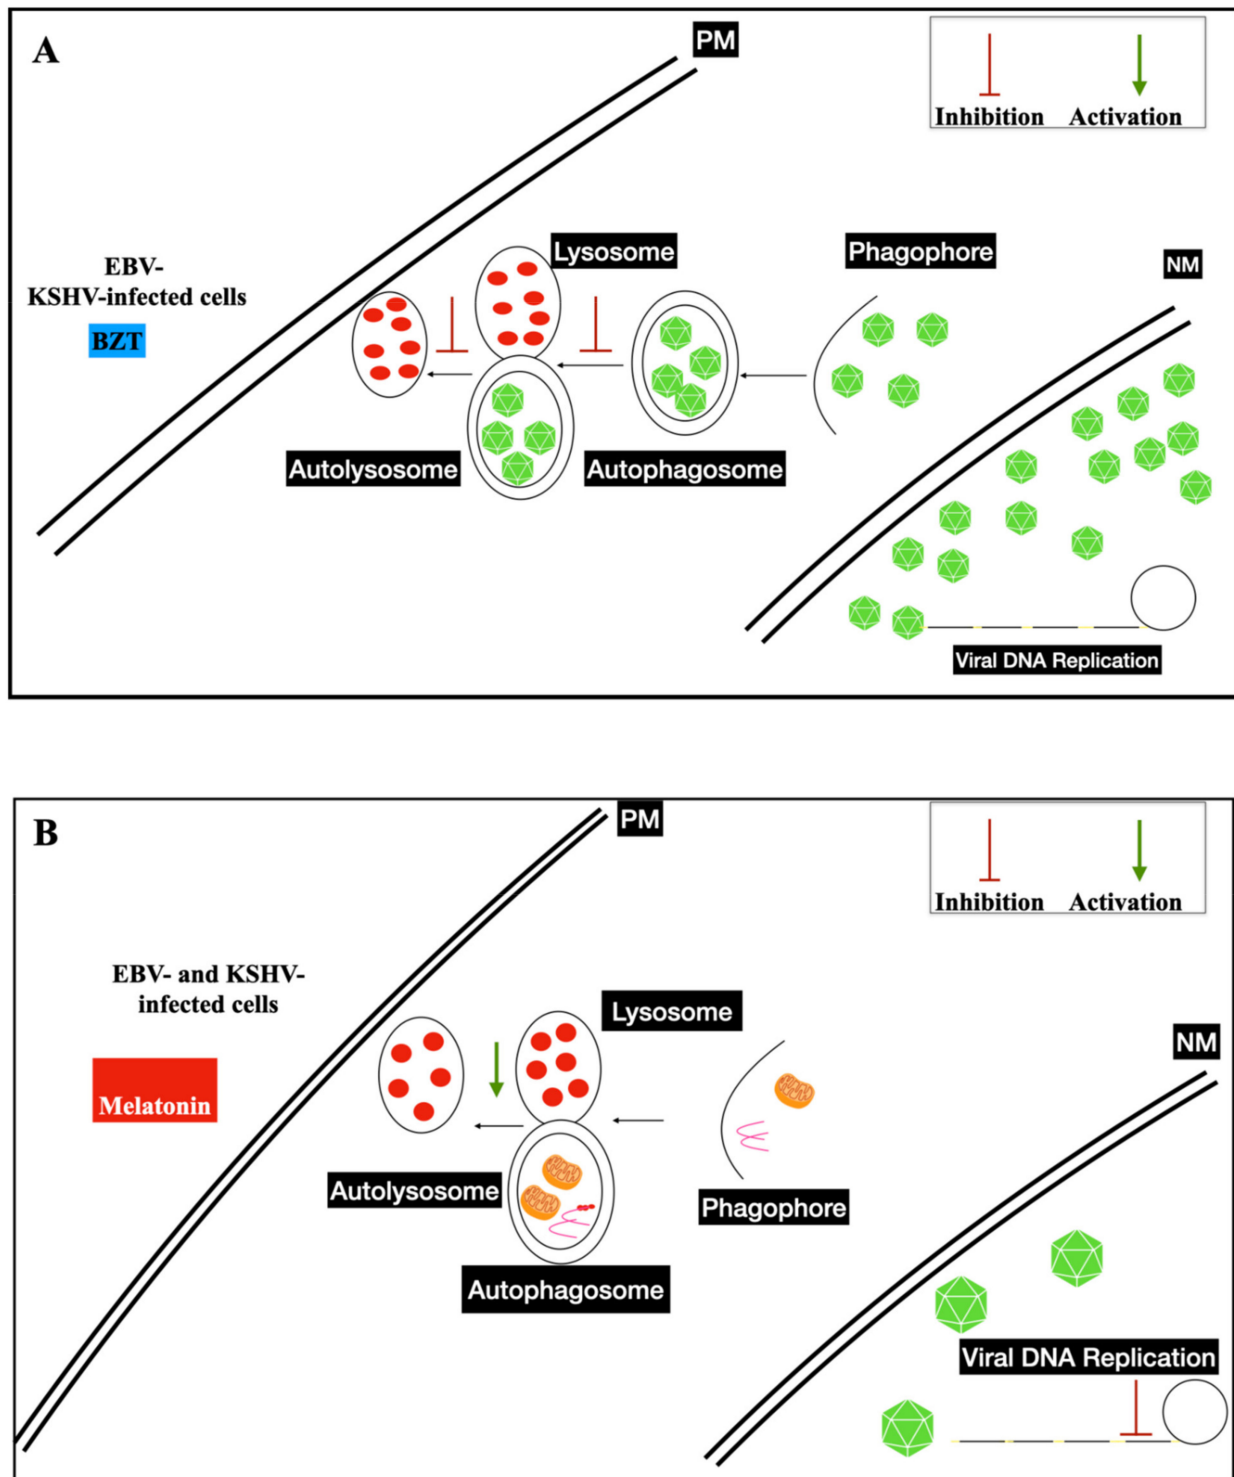 A
PM
Inhibition Activation
Lysosome
Phagophore
NM
EBV-
KSHV-infected cells
BZT
Autolysosome
Autophagosome
Viral DNA Replication
B
PM
Inhibition Activation
EBV- and KSHV-
infected cells
Lysosome
NM
Melatonin
Autolysosome
Phagophore
Autophagosome
Viral DNA Replication